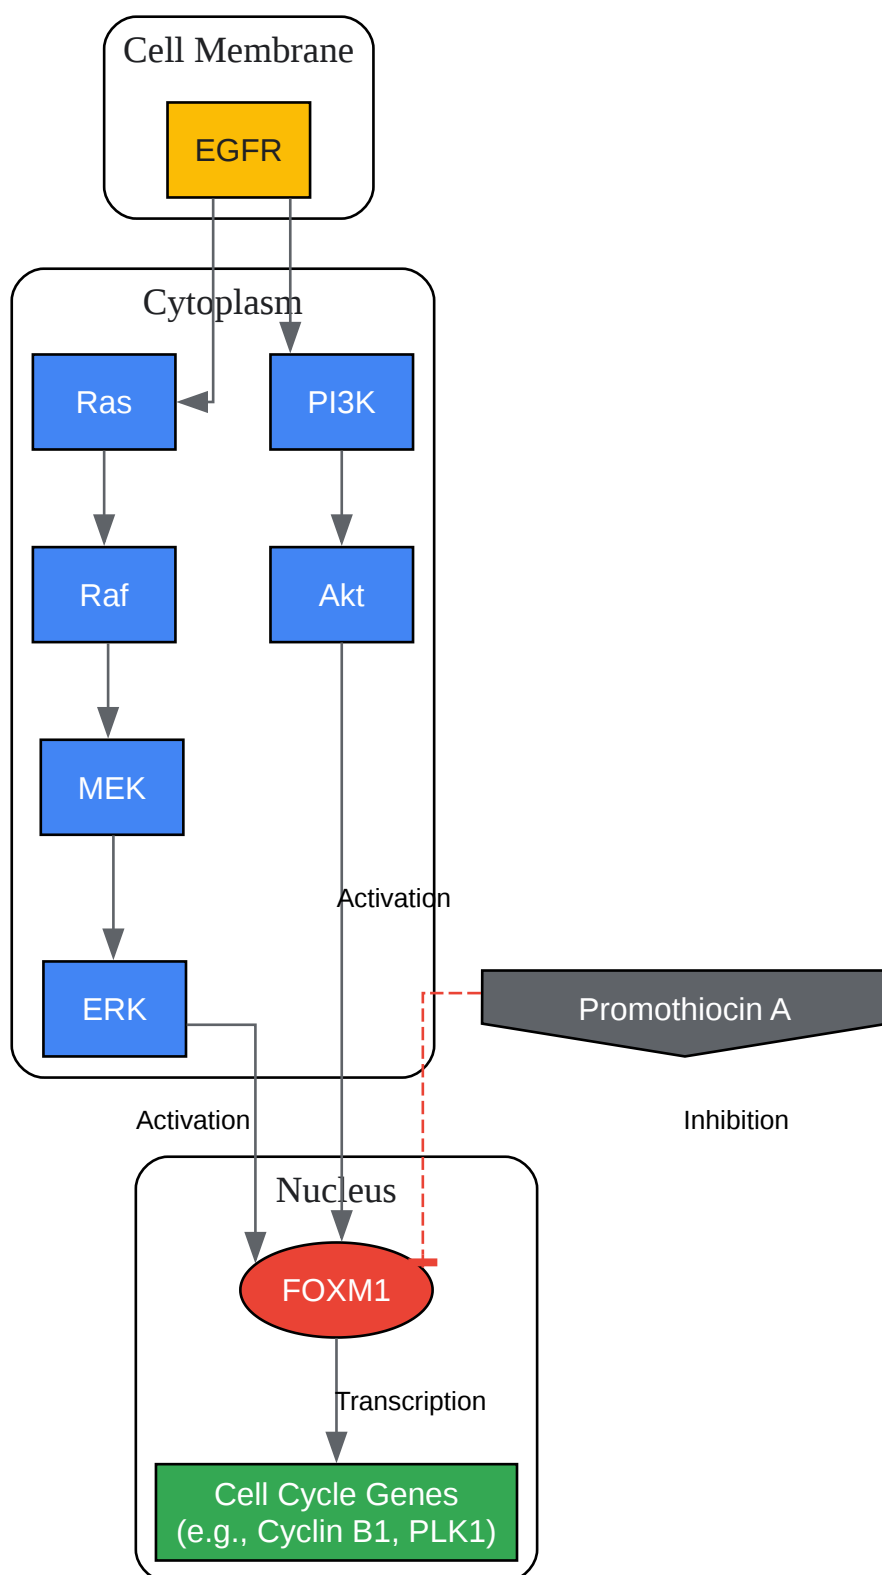 Cell Membrane
EGFR
Cytoplasm
Ras
PI3K
Raf
Akt
MEK
Activation
ERK
Promothiocin A
Activation
Inhibition
Nucleus
FOXM1
Transcription
Cell Cycle Genes
(e.g., Cyclin B1, PLK1)